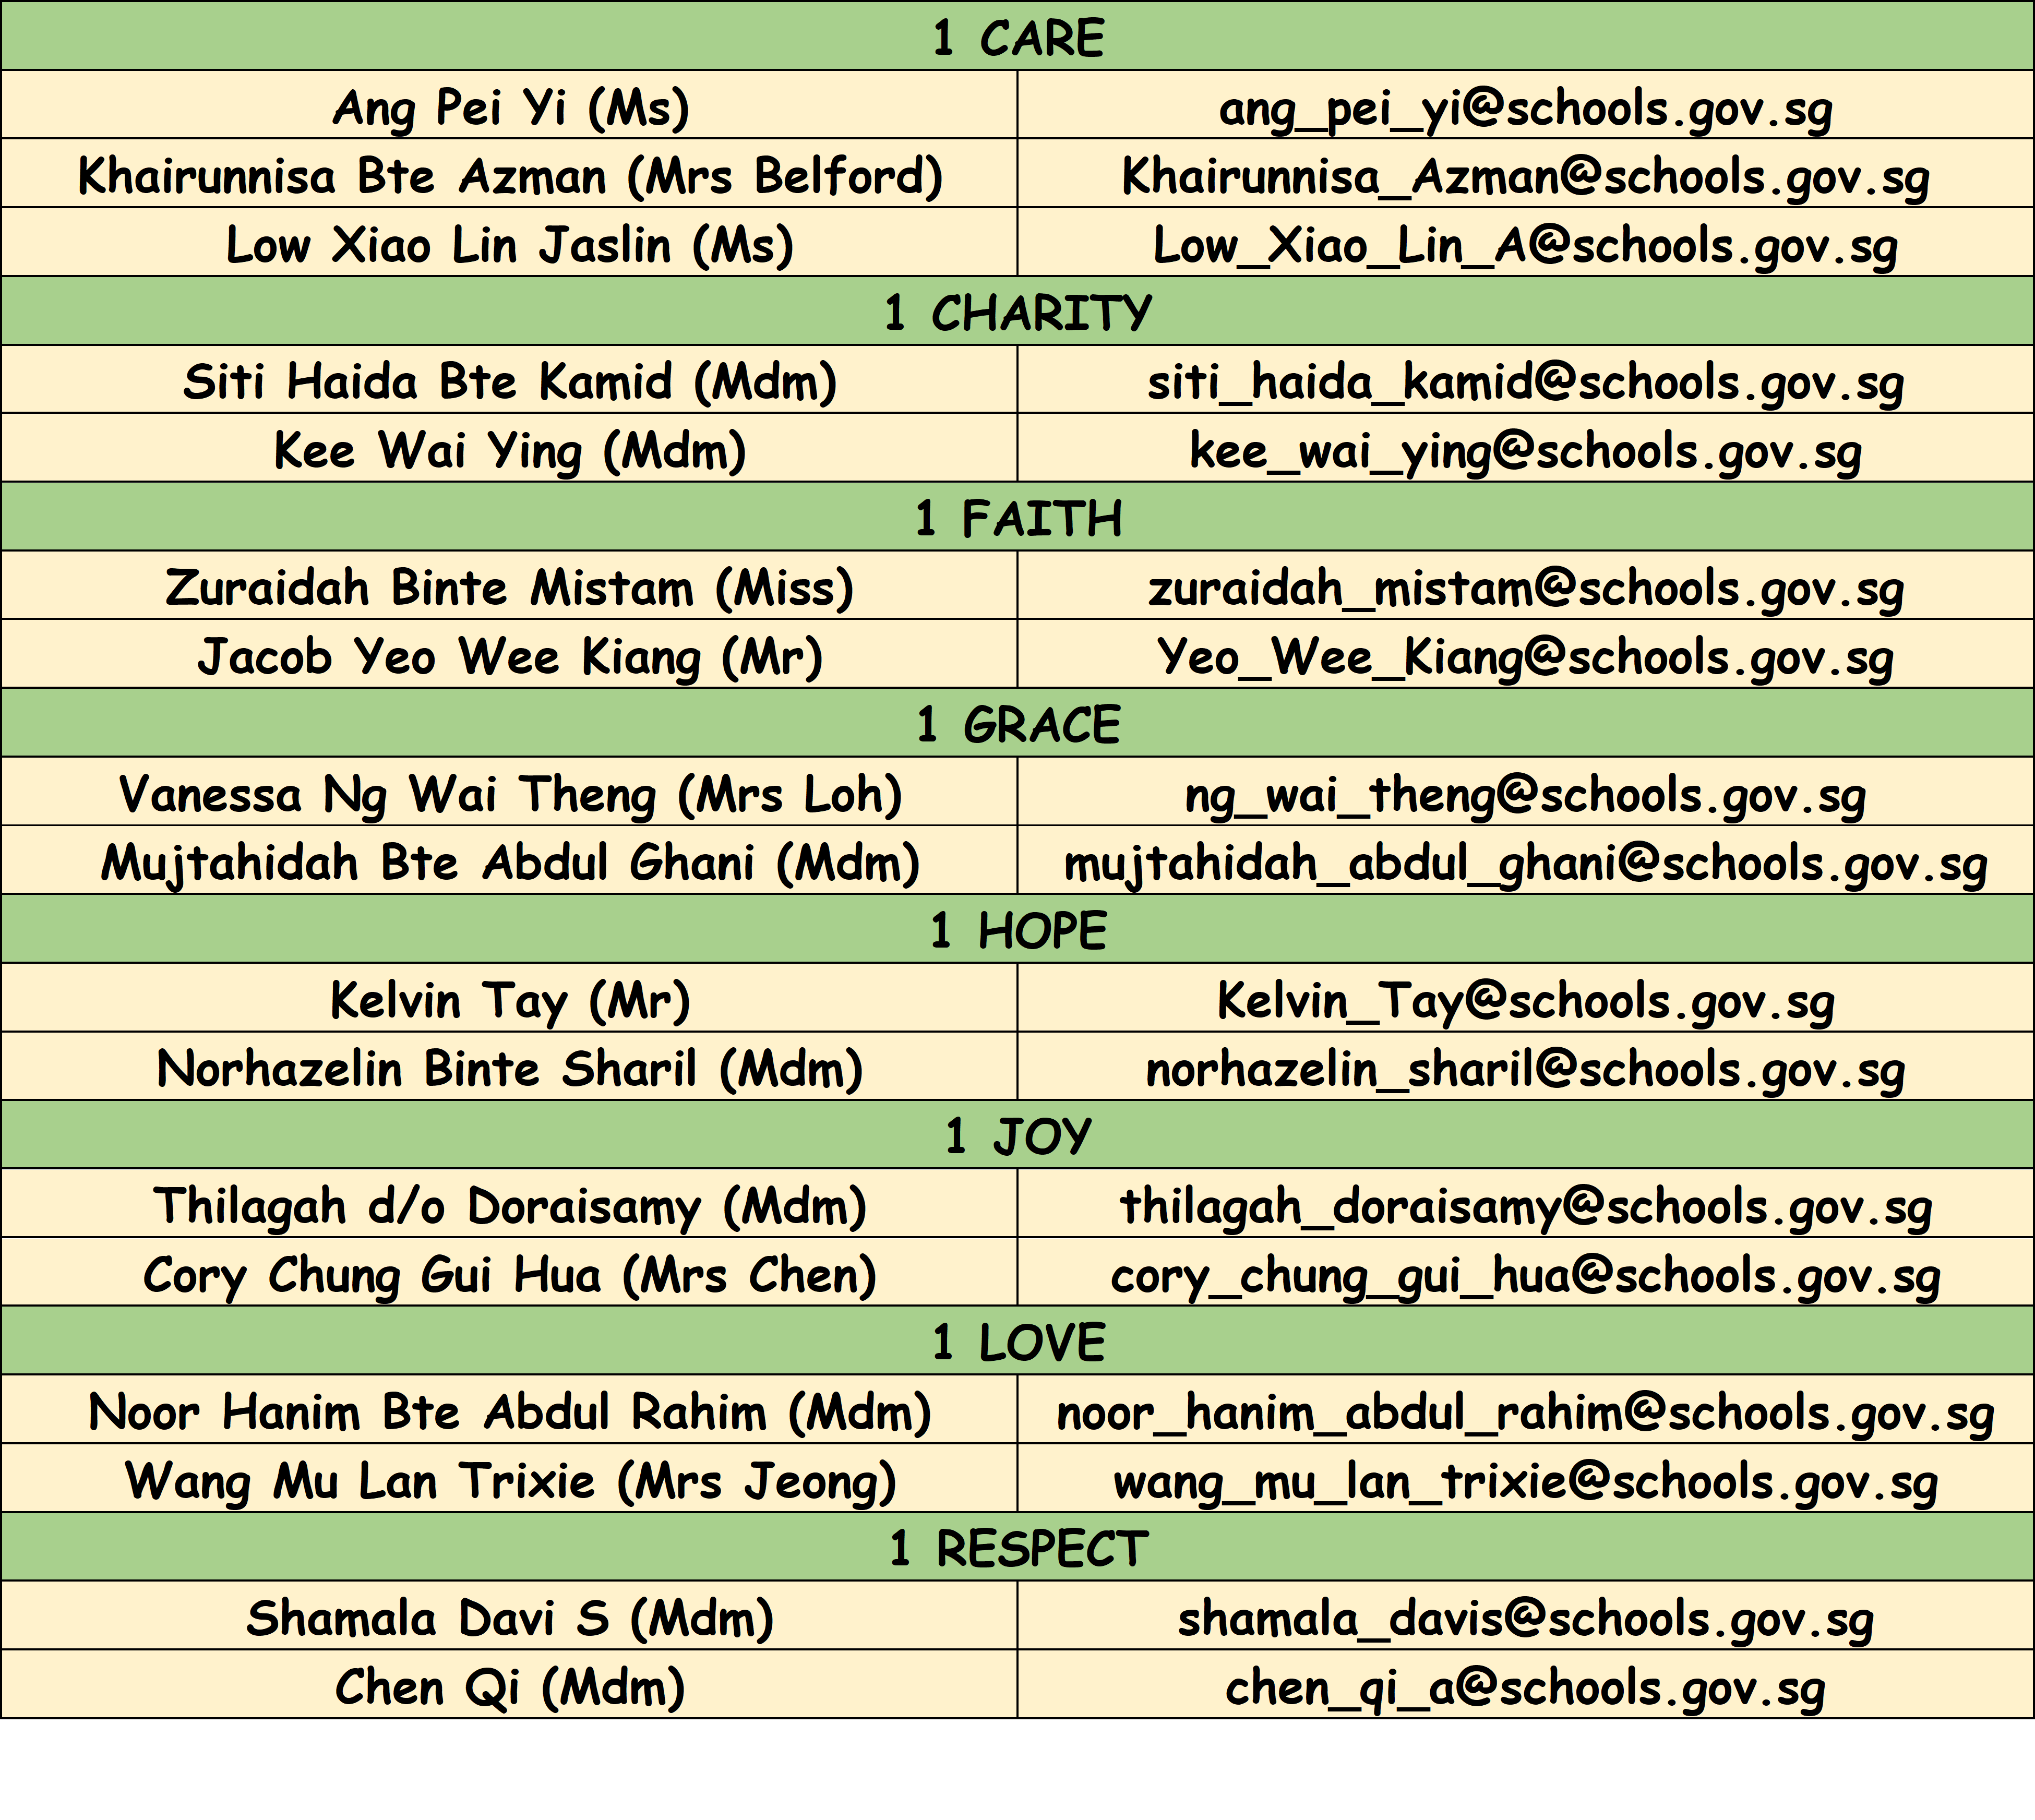 1 CARE
Ang Pei Yi (Ms) ang_pei_yi@schools.gov.sg
Khairunnisa Bte Azman (Mrs Belford) Khairunnisa_Azman@schools.gov.sg
Low Xiao Lin Jaslin (Ms) Low_Xiao_Lin_A@schools.gov.sg
1 CHARITY
Siti Haida Bte Kamid (Mdm) siti_haida_kamid@schools.gov.sg
Kee Wai Ying (Mdm) kee_wai_ying@schools.gov.sg
1 FAITH
Zuraidah Binte Mistam (Miss) zuraidah_mistam@schools.gov.sg
Jacob Yeo Wee Kiang (Mr) Yeo_Wee_Kiang@schools.gov.sg
1 GRACE
Vanessa Ng Wai Theng (Mrs Loh) ng_wai_theng@schools.gov.sg
Mujtahidah Bte Abdul Ghani (Mdm) mujtahidah_abdul_ghani@schools.gov.sg
1 HOPE
Kelvin Tay (Mr) Kelvin_Tay@schools.gov.sg
Norhazelin Binte Sharil (Mdm) norhazelin_sharil@schools.gov.sg
1 JOY
Thilagah d/o Doraisamy (Mdm) thilagah_doraisamy@schools.gov.sg
Cory Chung Gui Hua (Mrs Chen) cory_chung_gui_hua@schools.gov.sg
1 LOVE
Noor Hanim Bte Abdul Rahim (Mdm) noor_hanim_abdul_rahim@schools.gov.sg
Wang Mu Lan Trixie (Mrs Jeong) wang_mu_lan_trixie@schools.gov.sg
1 RESPECT
Shamala Davi S (Mdm) shamala_davis@schools.gov.sg
Chen Qi (Mdm) chen_qi_a@schools.gov.sg